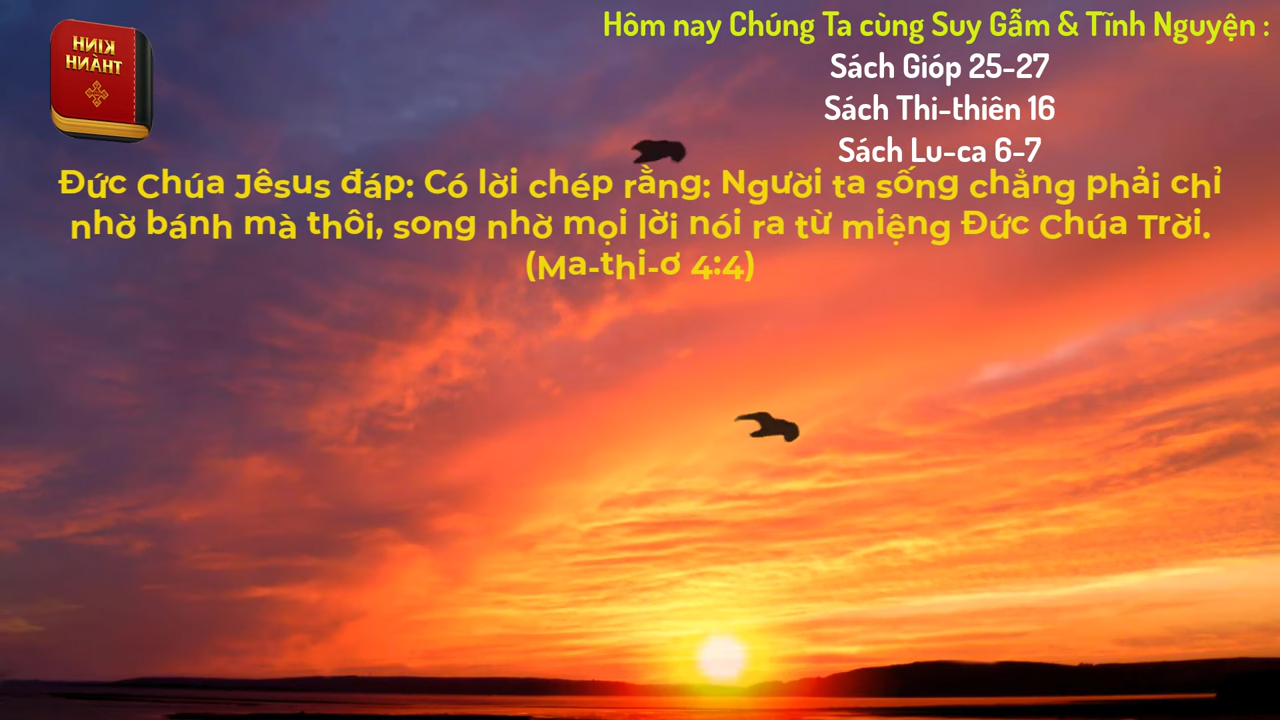 KINH
THÁNH
Hôm nay Chúng Ta cùng Suy Gẫm & Tĩnh Nguyện :
Sách Gióp 25-27
Sách Thi-thiên 16
Sách Lu-ca 6-7
Đức Chúa Jêsus đáp: Có lời chép rằng: Người ta sống chẳng phải chỉ
nhờ bánh mà thôi, song nhờ mọi lời nói ra từ miệng Đức Chúa Trời.
(Ma-thi-ơ 4:4)